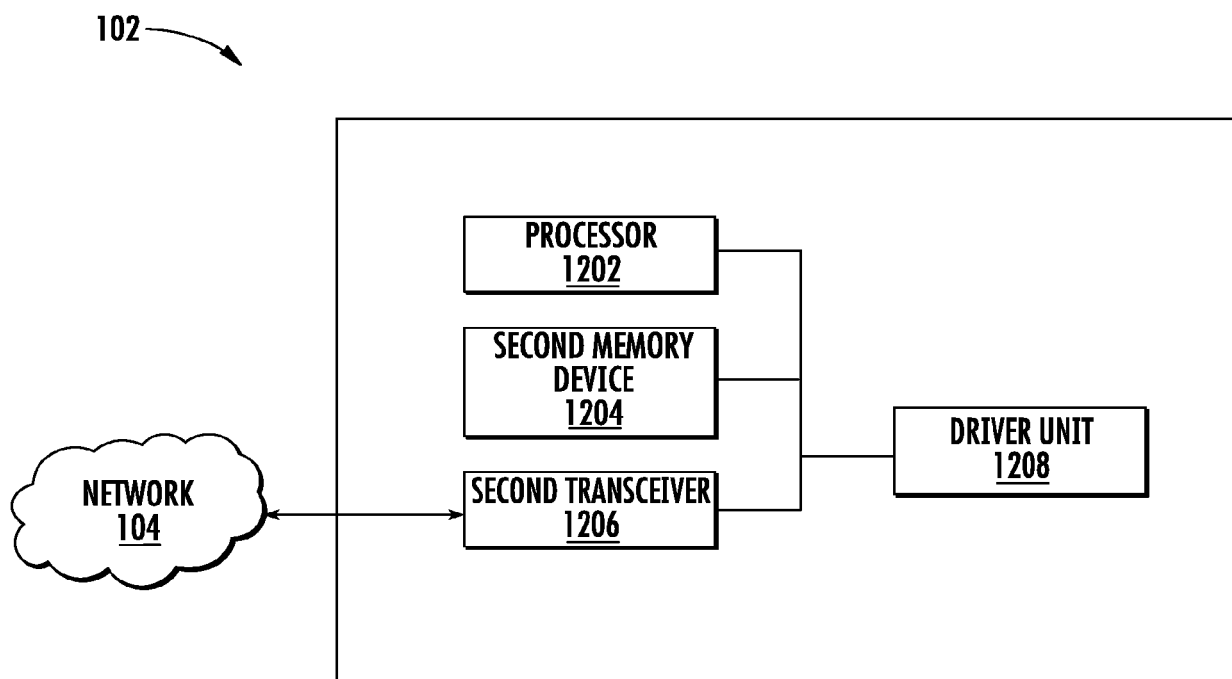 102
PROCESSOR
1202
SECOND MEMORY
DEVICE
1204
DRIVER UNIT
1208
NETWORK
104
SECOND TRANSCEIVER
1206